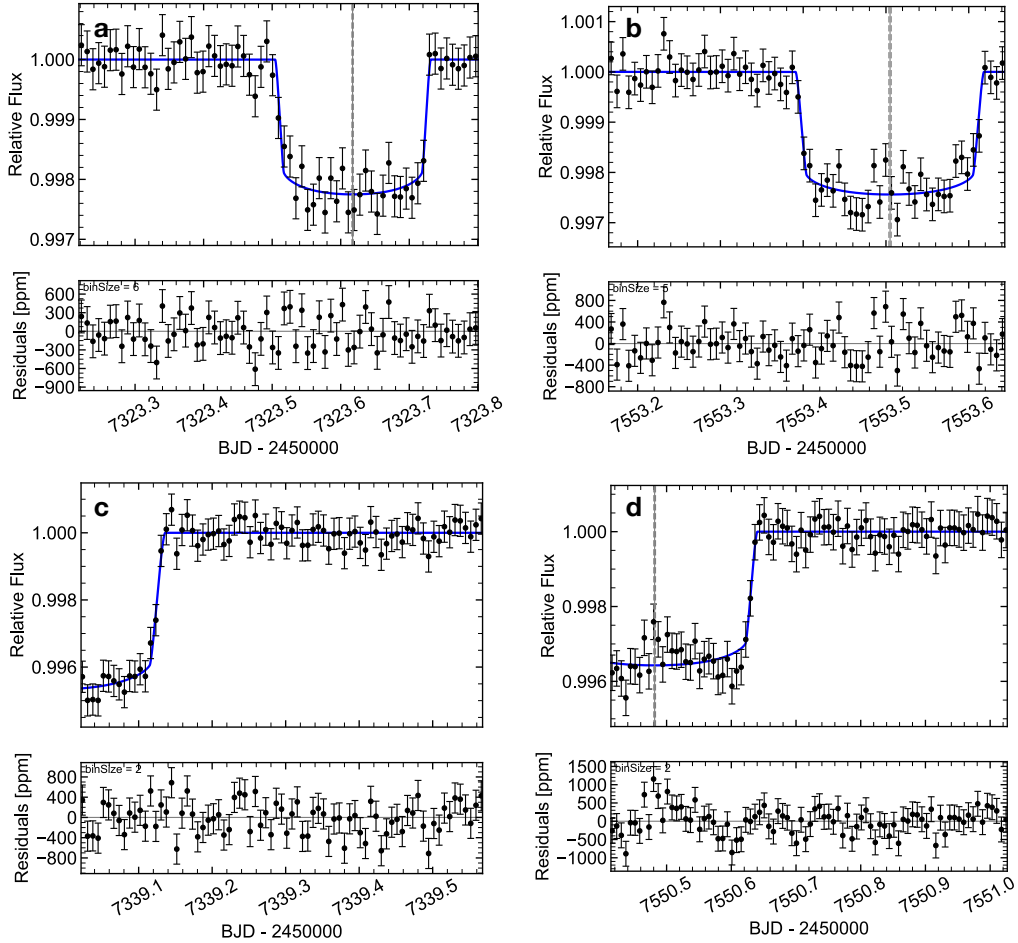 a
1.000
0.999
0.998
0.997
Relative Flux
binSize = 6
600
300
0
−300
−600
−900
Residuals [ppm]
7323.3
7323.4
7323.5
7323.6
7323.7
7323.8
BJD - 2450000
b
1.001
1.000
0.999
0.998
0.997
Relative Flux
binSize = 5
800
400
0
−400
−800
Residuals [ppm]
7553.2
7553.3
7553.4
7553.5
7553.6
BJD - 2450000
c
1.000
0.998
0.996
Relative Flux
binSize = 2
800
400
0
−400
−800
Residuals [ppm]
7339.1
7339.2
7339.3
7339.4
7339.5
BJD - 2450000
d
1.000
0.998
0.996
Relative Flux
binSize = 2
1500
1000
500
0
−500
−1000
Residuals [ppm]
7550.5
7550.6
7550.7
7550.8
7550.9
7551.0
BJD - 2450000